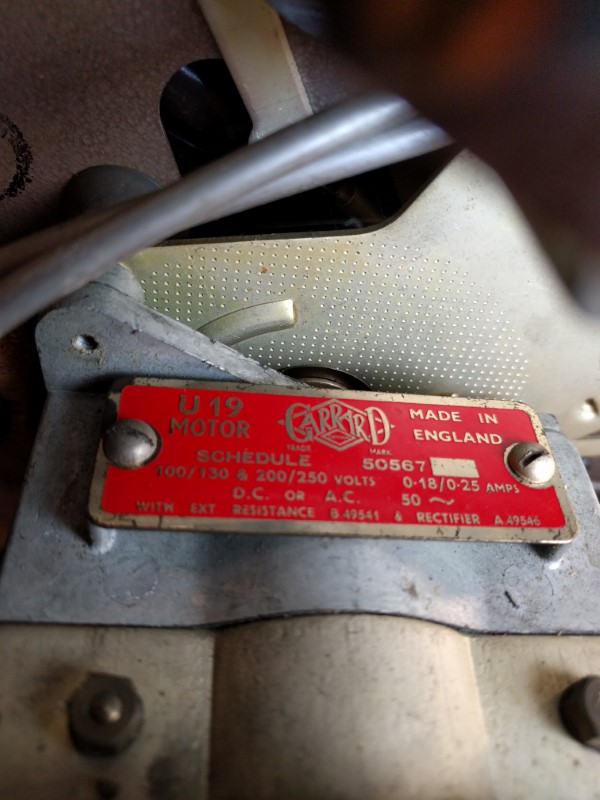 U 19
MOTOR
GARRARD
TRADE MARK
MADE IN
ENGLAND
SCHEDULE 50567
100/130 & 200/250 VOLTS 0·18/0·25 AMPS
D.C. OR A.C. 50 ~
WITH EXT RESISTANCE B.49541 & RECTIFIER A.49546